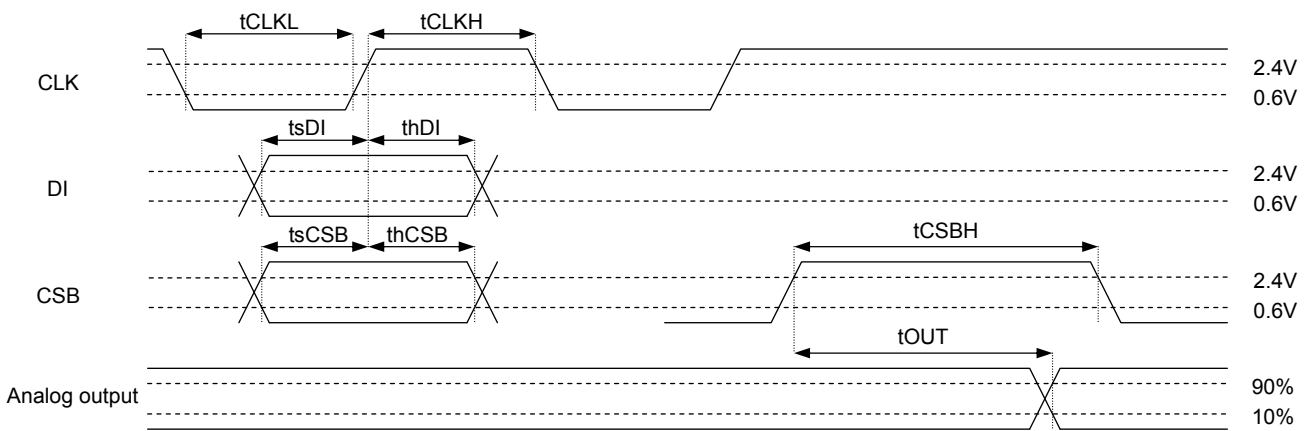 tCLKL
tCLKH
CLK
2.4V
0.6V
tsDI
thDI
DI
2.4V
0.6V
tsCSB
thCSB
tCSBH
CSB
2.4V
0.6V
tOUT
Analog output
90%
10%